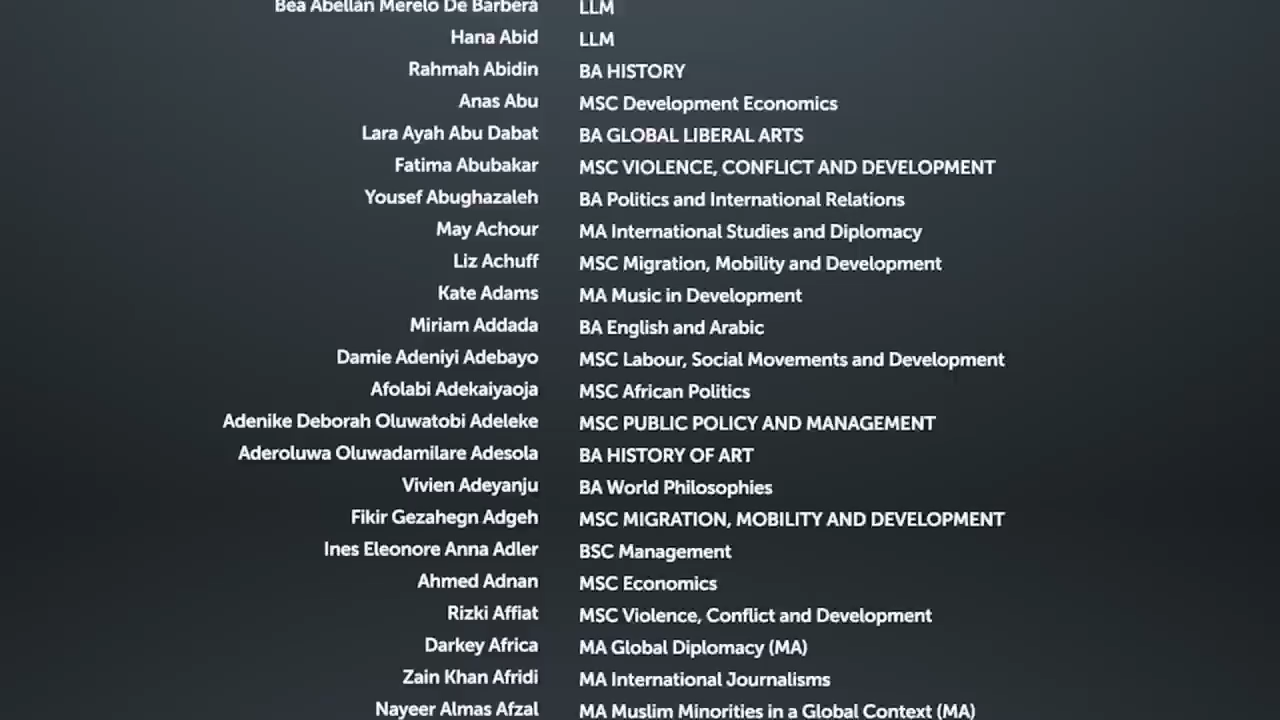 Bea Abellán Merelo De Barberá LLM
Hana Abid LLM
Rahmah Abidin BA HISTORY
Anas Abu MSC Development Economics
Lara Ayah Abu Dabat BA GLOBAL LIBERAL ARTS
Fatima Abubakar MSC VIOLENCE, CONFLICT AND DEVELOPMENT
Yousef Abughazaleh BA Politics and International Relations
May Achour MA International Studies and Diplomacy
Liz Achuff MSC Migration, Mobility and Development
Kate Adams MA Music in Development
Miriam Addada BA English and Arabic
Damie Adeniyi Adebayo MSC Labour, Social Movements and Development
Afolabi Adekaiyaoja MSC African Politics
Adenike Deborah Oluwatobi Adeleke MSC PUBLIC POLICY AND MANAGEMENT
Aderoluwa Oluwadamilare Adesola BA HISTORY OF ART
Vivien Adeyanju BA World Philosophies
Fikir Gezahegn Adgeh MSC MIGRATION, MOBILITY AND DEVELOPMENT
Ines Eleonore Anna Adler BSC Management
Ahmed Adnan MSC Economics
Rizki Affiat MSC Violence, Conflict and Development
Darkey Africa MA Global Diplomacy (MA)
Zain Khan Afridi MA International Journalisms
Nayeer Almas Afzal MA Muslim Minorities in a Global Context (MA)